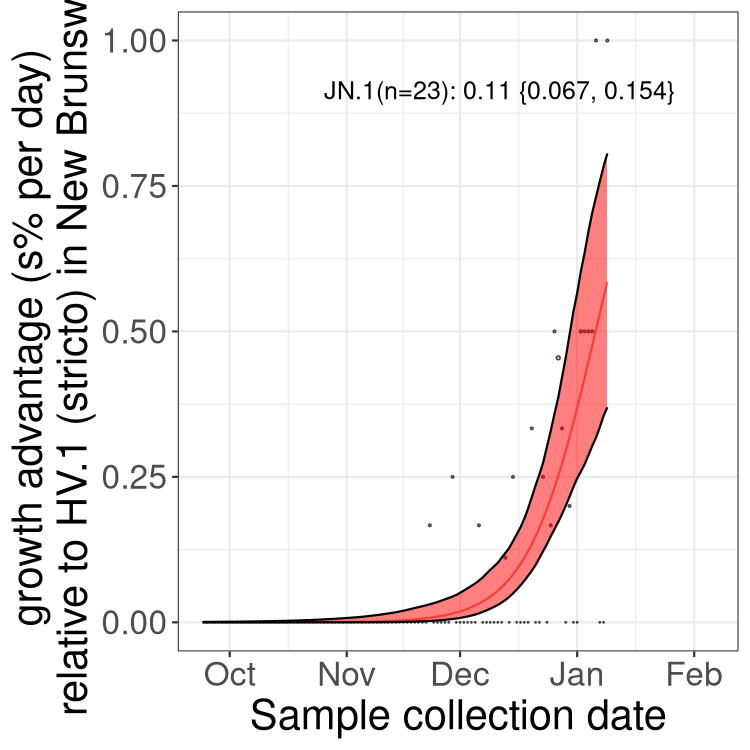 growth advantage (s% per day)
relative to HV.1 (stricto) in New Brunsw
1.00
0.75
0.50
0.25
0.00
JN.1(n=23): 0.11 {0.067, 0.154}
Oct Nov Dec Jan Feb
Sample collection date